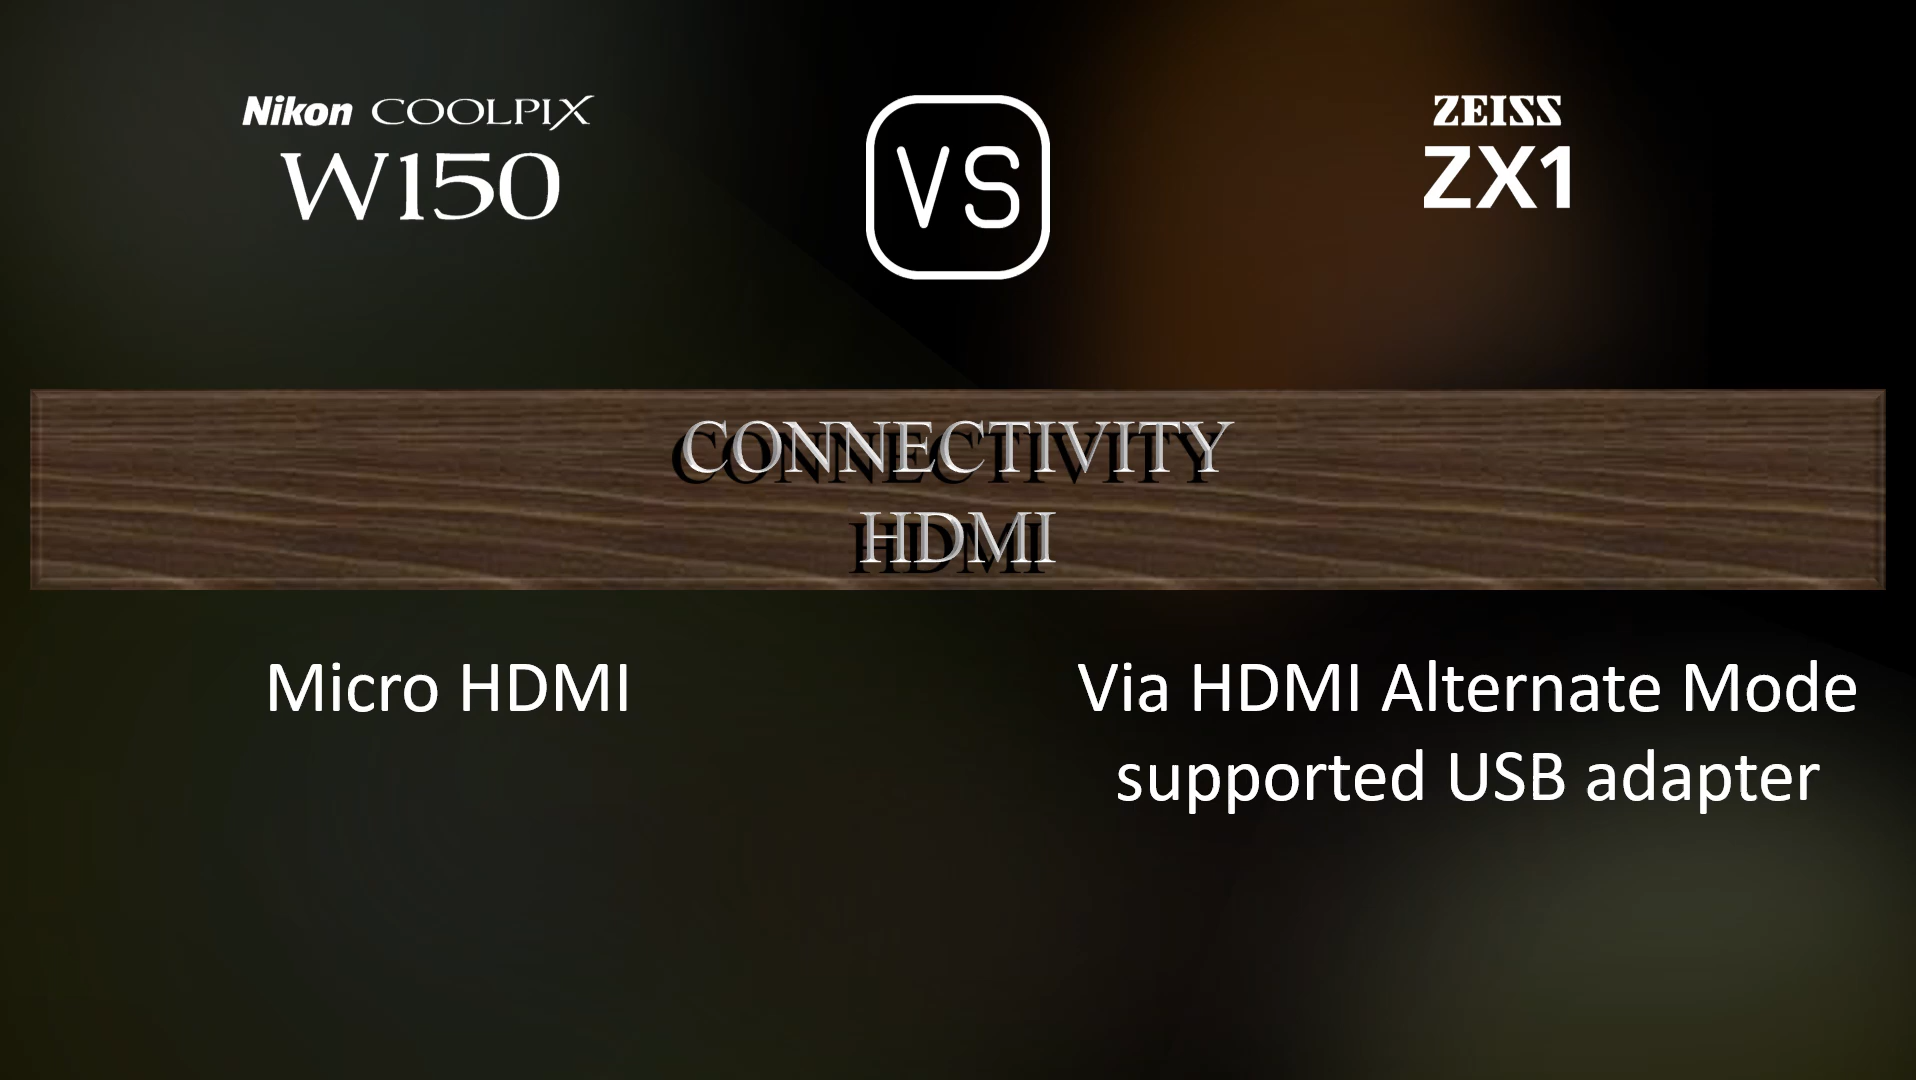 Nikon COOLPIX
W150
VS
ZEISS
ZX1
CONNECTIVITY
HDMI
Micro HDMI
Via HDMI Alternate Mode
supported USB adapter